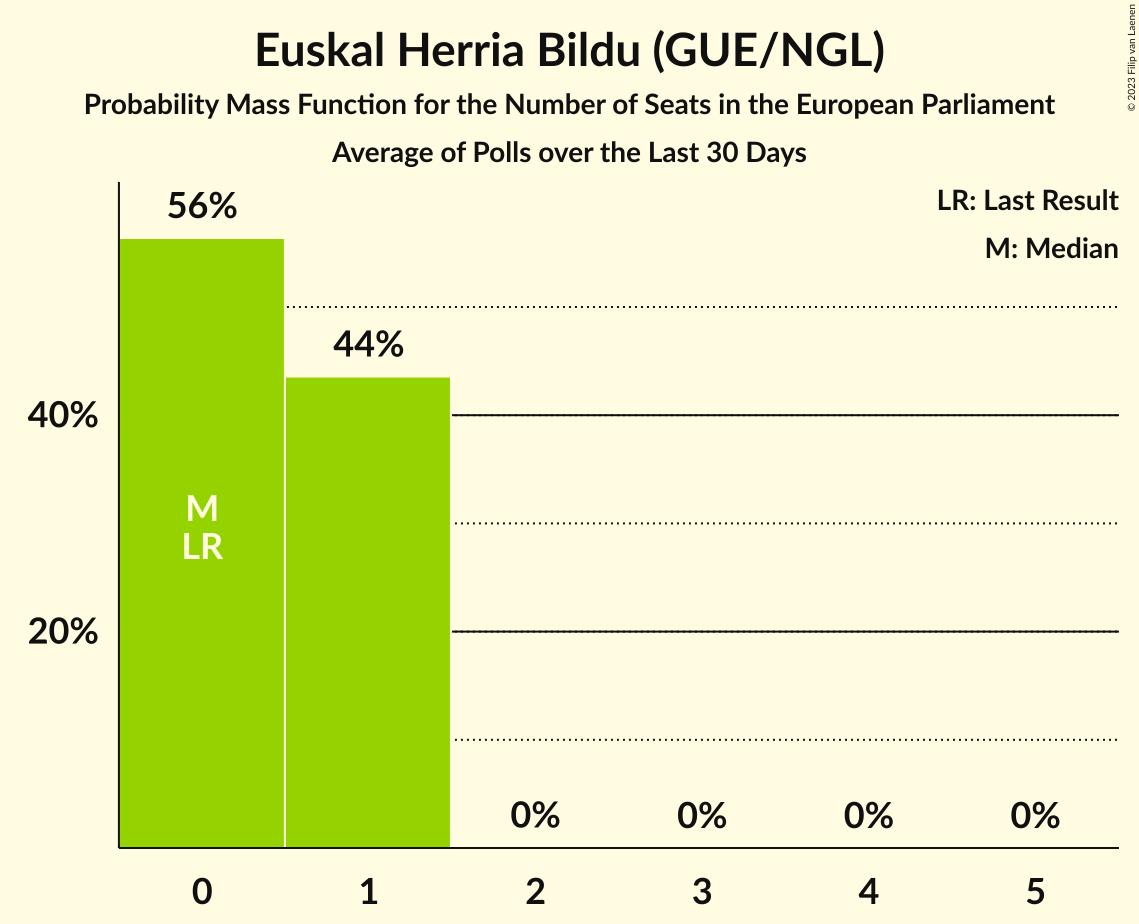 Euskal Herria Bildu (GUE/NGL)
Probability Mass Function for the Number of Seats in the European Parliament
Average of Polls over the Last 30 Days
© 2023 Filip van Laenen
LR: Last Result
M: Median
56%
44%
40%
20%
M
LR
0%
0%
0%
0%
0
1
2
3
4
5